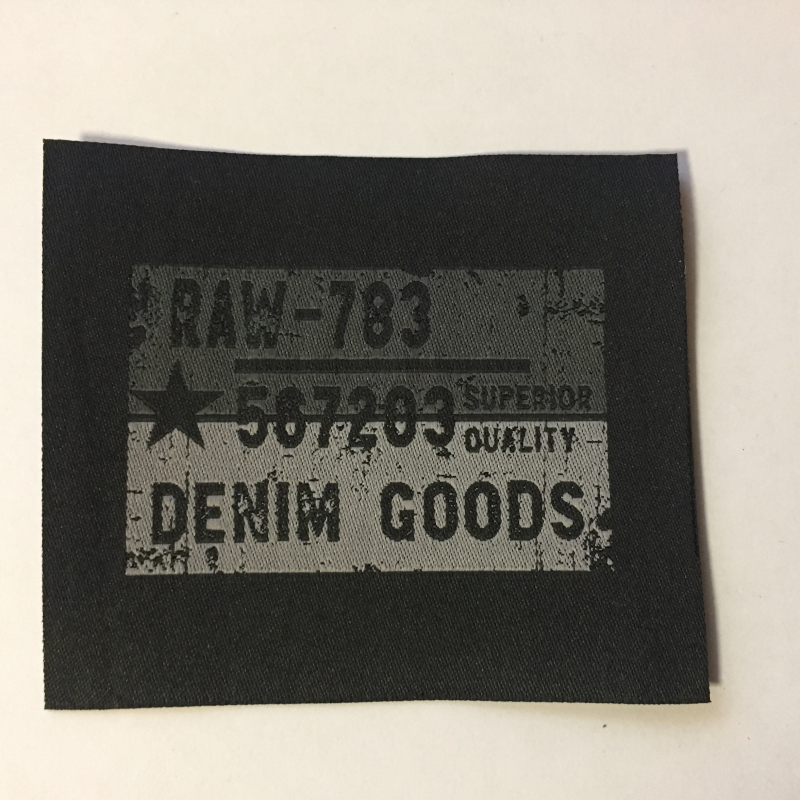 RAW-783
567203 SUPERIOR
QUALITY
DENIM GOODS